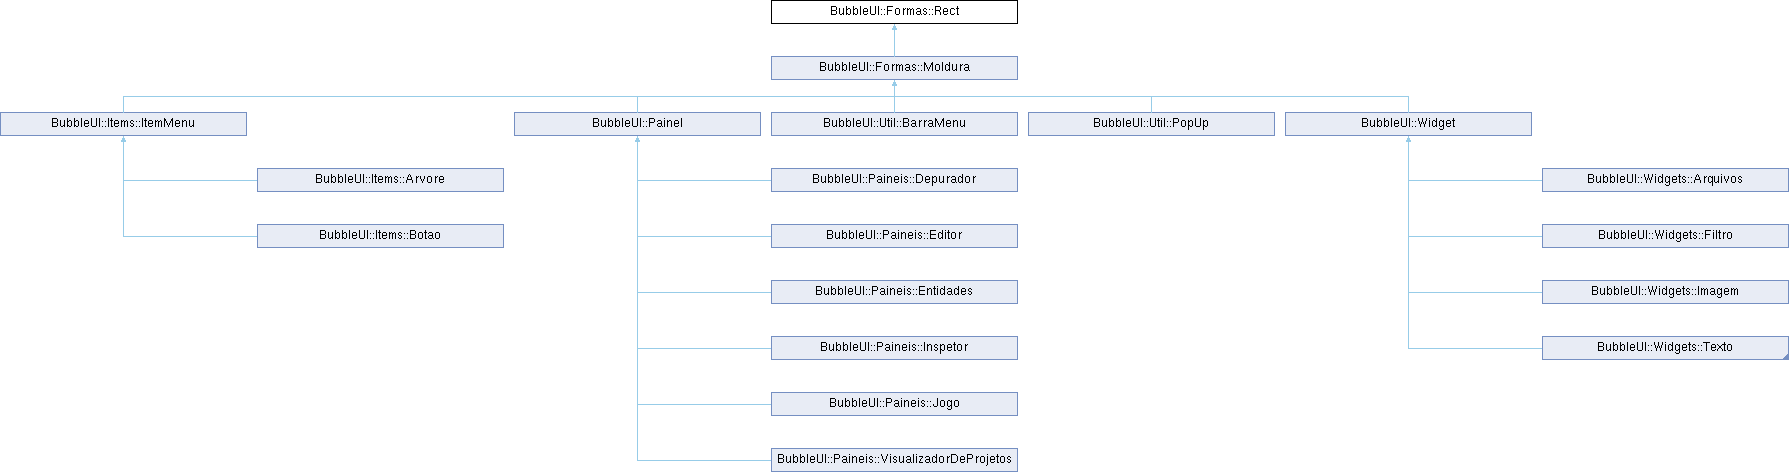 BubbleUI::Formas::Rect
BubbleUI::Formas::Moldura
BubbleUI::Items::ItemMenu
BubbleUI::Painel
BubbleUI::Util::BarraMenu
BubbleUI::Util::PopUp
BubbleUI::Widget
BubbleUI::Items::Arvore
BubbleUI::Paineis::Depurador
BubbleUI::Widgets::Arquivos
BubbleUI::Items::Botao
BubbleUI::Paineis::Editor
BubbleUI::Widgets::Filtro
BubbleUI::Paineis::Entidades
BubbleUI::Widgets::Imagem
BubbleUI::Paineis::Inspetor
BubbleUI::Widgets::Texto
BubbleUI::Paineis::Jogo
BubbleUI::Paineis::VisualizadorDeProjetos